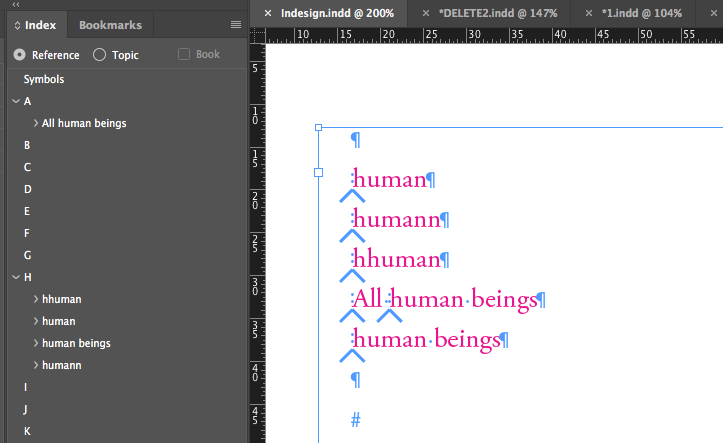 Index
Bookmarks
Reference
Topic
Book
Symbols
A
All human beings
B
C
D
E
F
G
H
hhuman
human
human beings
humann
I
J
K
Indesign.indd @ 200%
*DELETE2.indd @ 147%
*1.indd @ 104%
10 15 20 25 30 35 40 45 50 55
5
10
15
20
25
30
35
40
45
¶
human¶
humann¶
hhuman¶
All human beings¶
human beings¶
¶
#